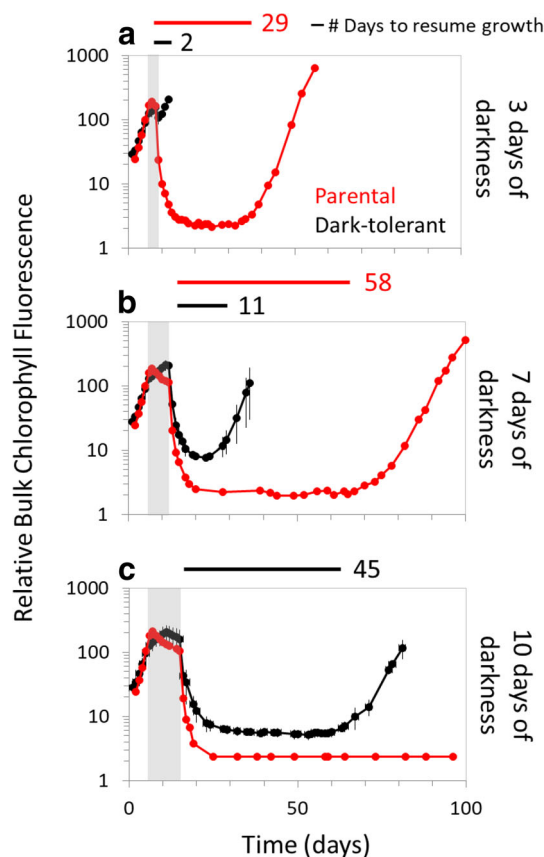 a
29
# Days to resume growth
2
1000
100
10
1
Parental
Dark-tolerant
3 days of
darkness
b
58
11
1000
100
10
1
7 days of
darkness
c
45
1000
100
10
1
10 days of
darkness
0
50
100
Time (days)
Relative Bulk Chlorophyll Fluorescence